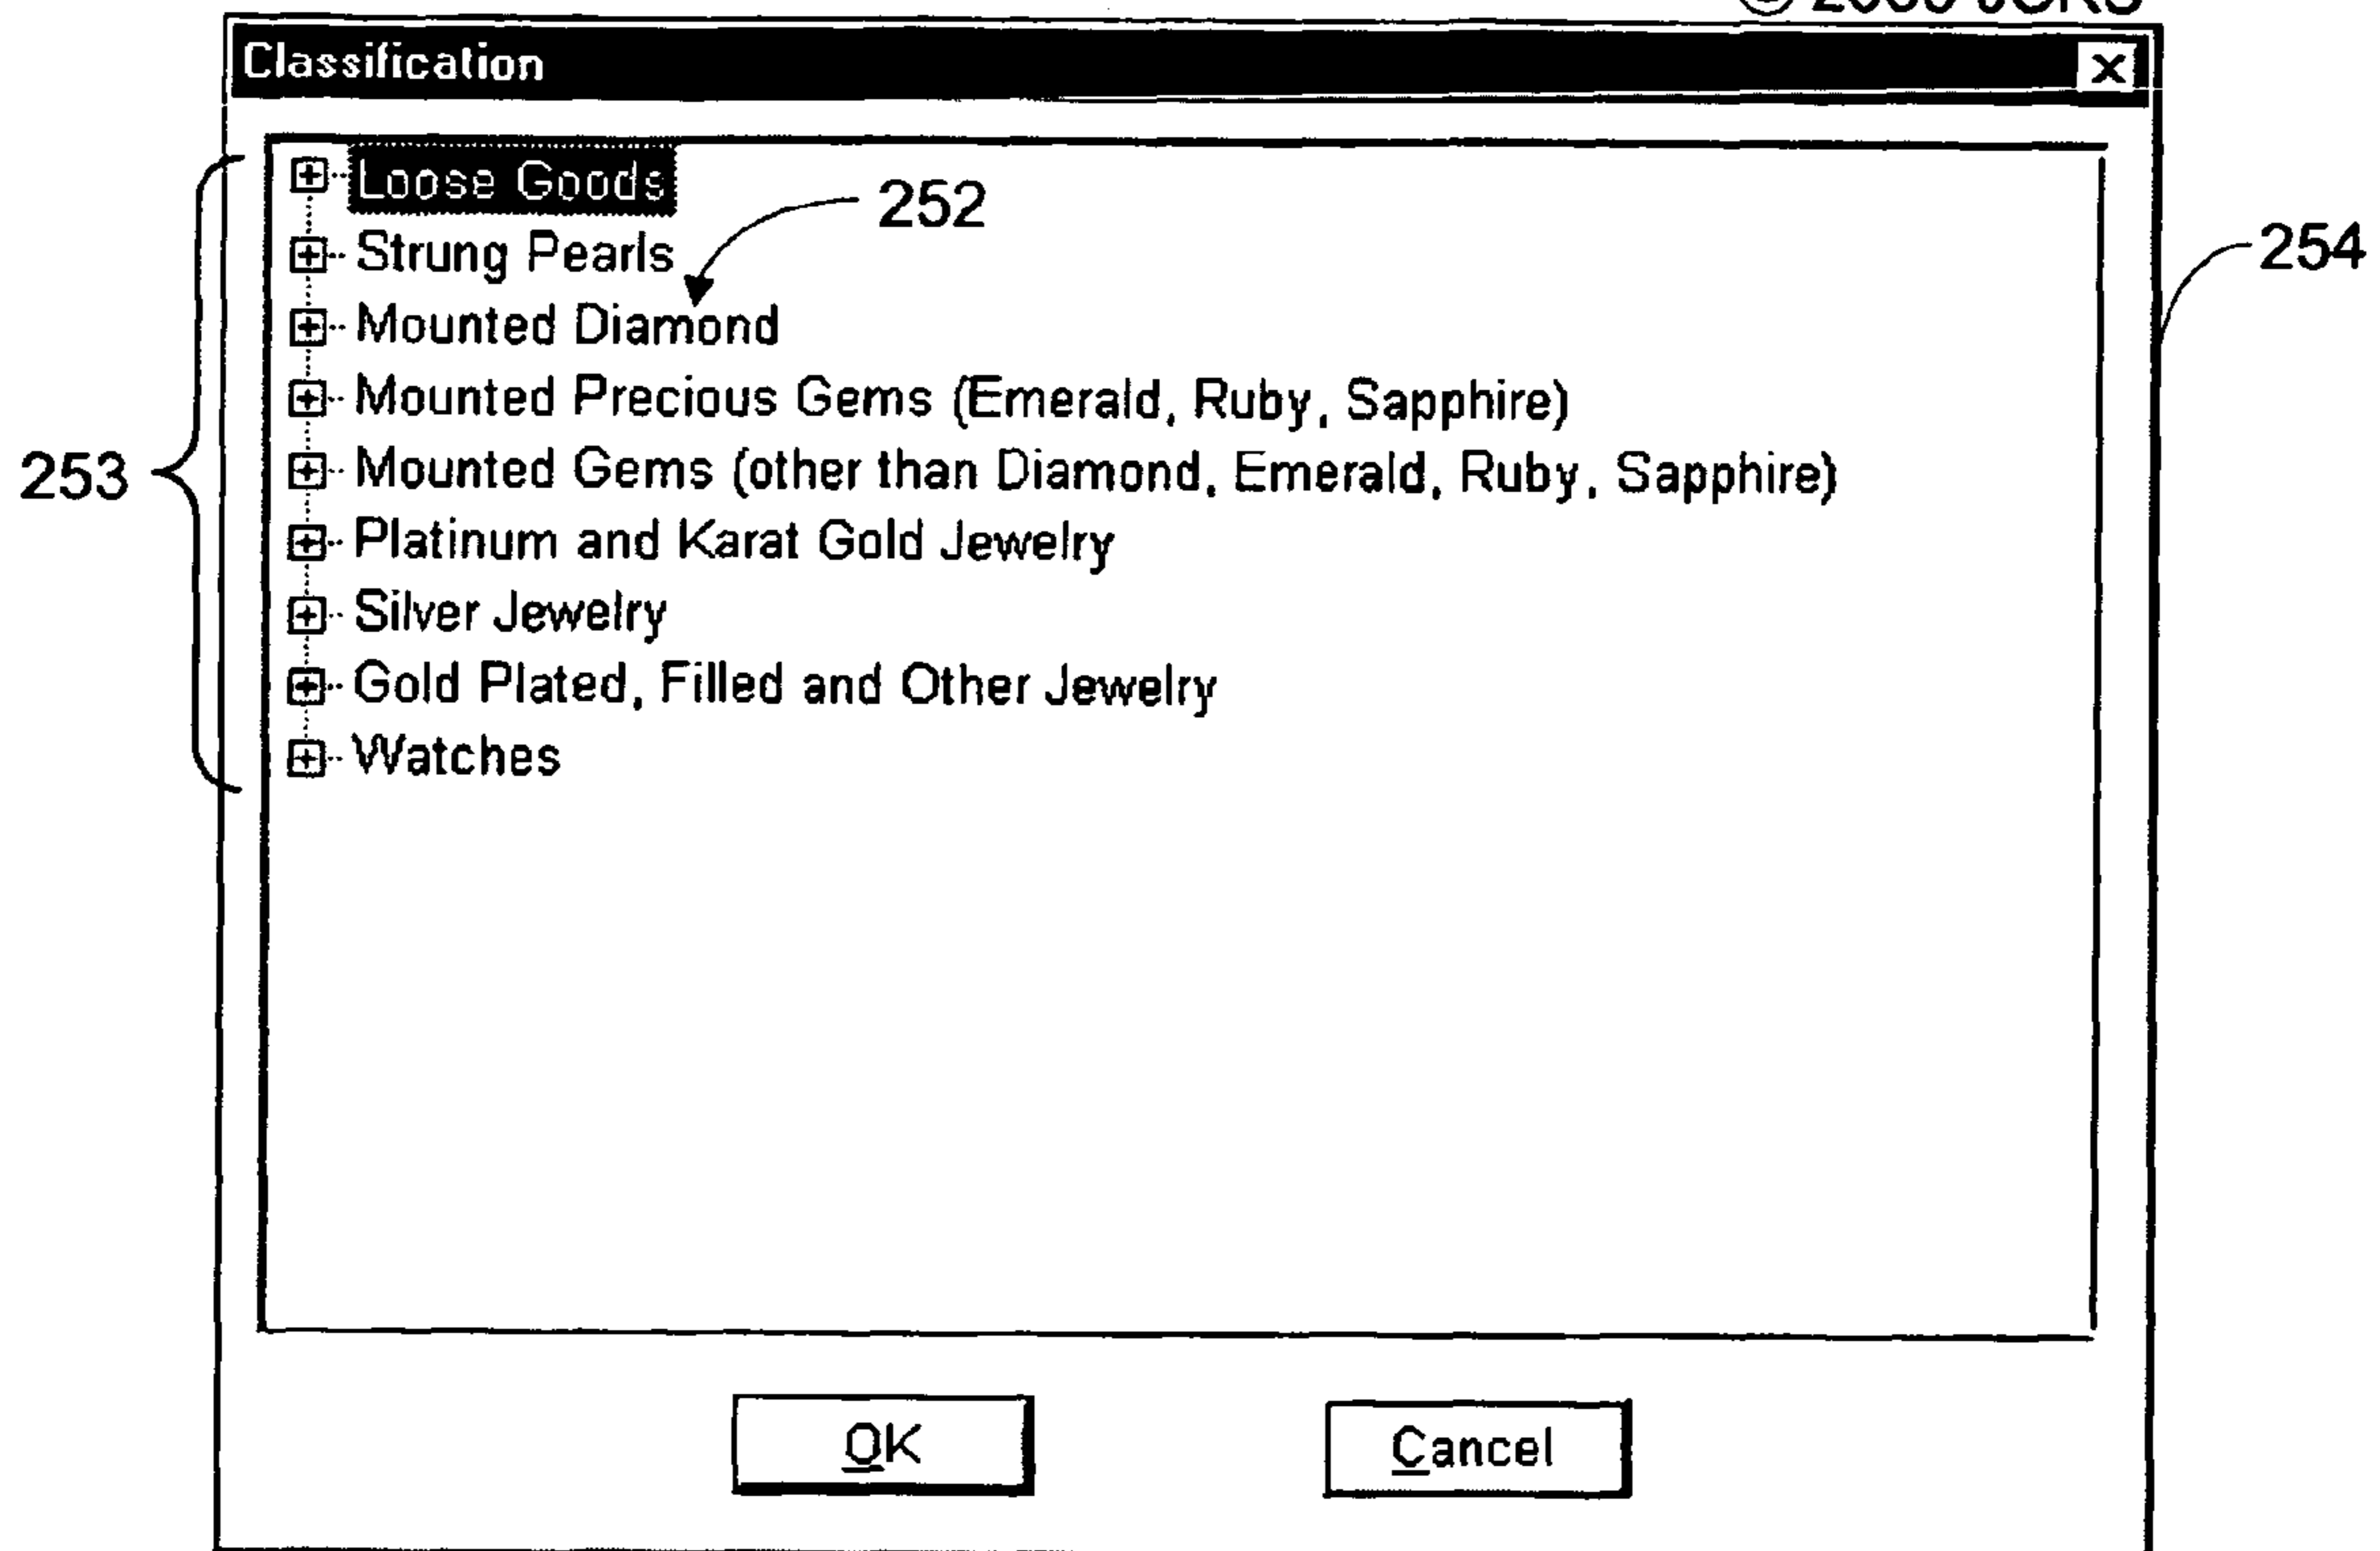 Classification
Loose Goods
252
Strung Pearls
254
Mounted Diamond
Mounted Precious Gems (Emerald, Ruby, Sapphire)
253
Mounted Gems (other than Diamond, Emerald, Ruby, Sapphire)
Platinum and Karat Gold Jewelry
Silver Jewelry
Gold Plated, Filled and Other Jewelry
Watches
OK
Cancel